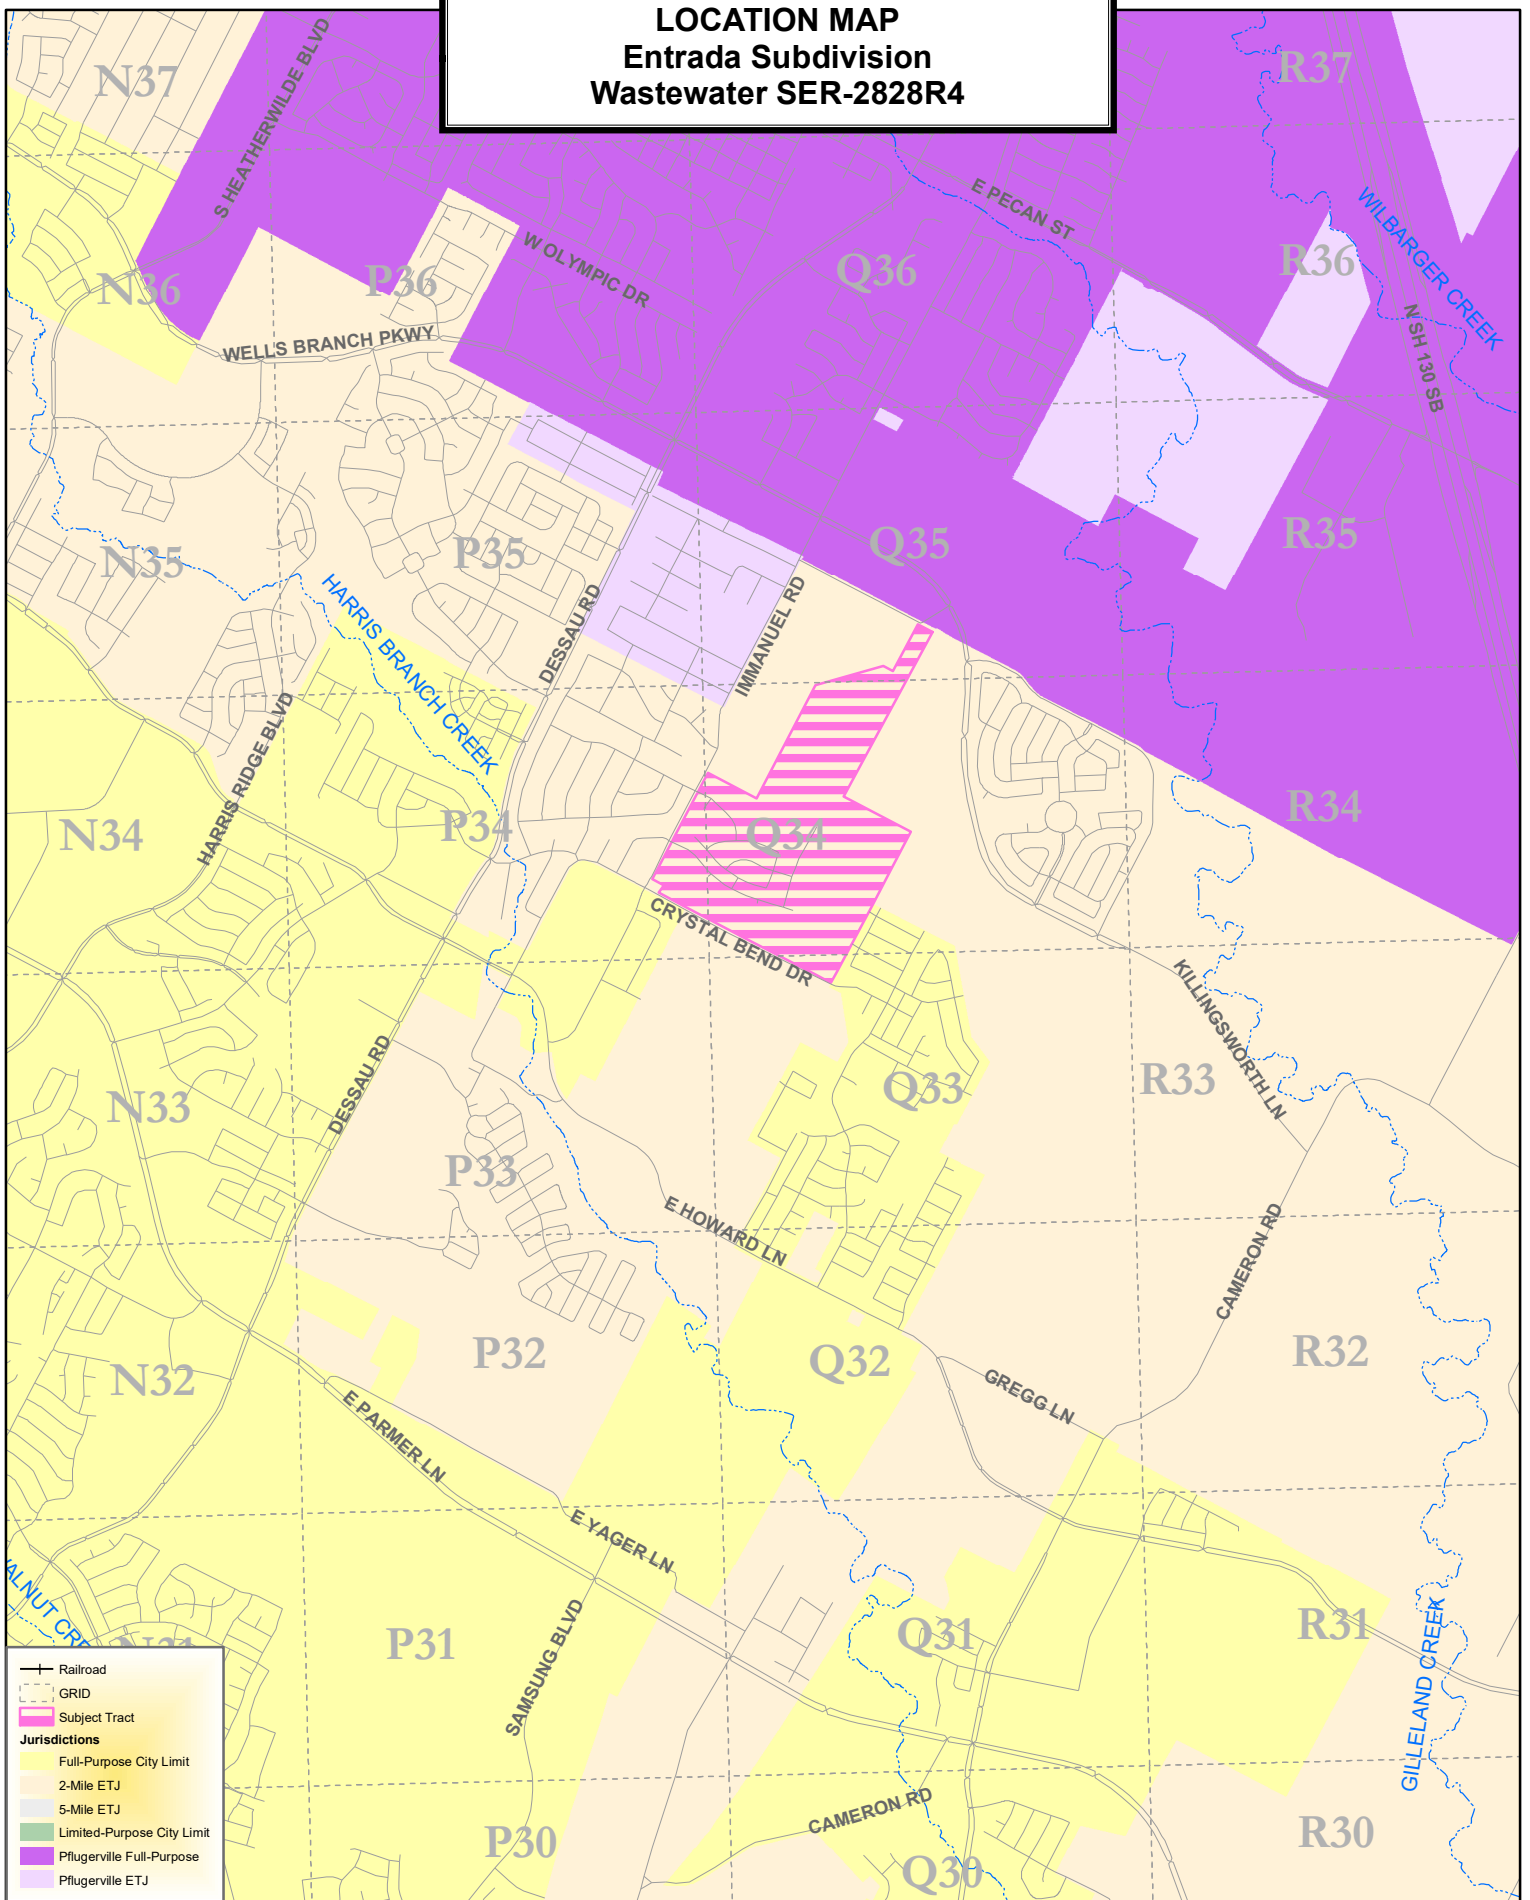 LOCATION MAP
Entrada Subdivision
Wastewater SER-2828R4
N37
R37
S HEATHERWILDE BLVD
E PECAN ST
WILBARGER CREEK
N36
P36
W OLYMPIC DR
Q36
R36
WELLS BRANCH PKWY
N SH 130 SB
N35
P35
Q35
R35
HARRIS BRANCH CREEK
DESSAU RD
IMMANUEL RD
HARRIS RIDGE BLVD
N34
P34
Q34
R34
CRYSTAL BEND DR
KILLINGSWORTH LN
DESSAU RD
N33
P33
Q33
R33
E HOWARD LN
CAMERON RD
N32
P32
Q32
R32
GREGG LN
E PARMER LN
E YAGER LN
SAMSUNG BLVD
N31
P31
Q31
R31
GILLELAND CREEK
CAMERON RD
P30
Q30
R30
Railroad
GRID
Subject Tract
Jurisdictions
Full-Purpose City Limit
2-Mile ETJ
5-Mile ETJ
Limited-Purpose City Limit
Pflugerville Full-Purpose
Pflugerville ETJ